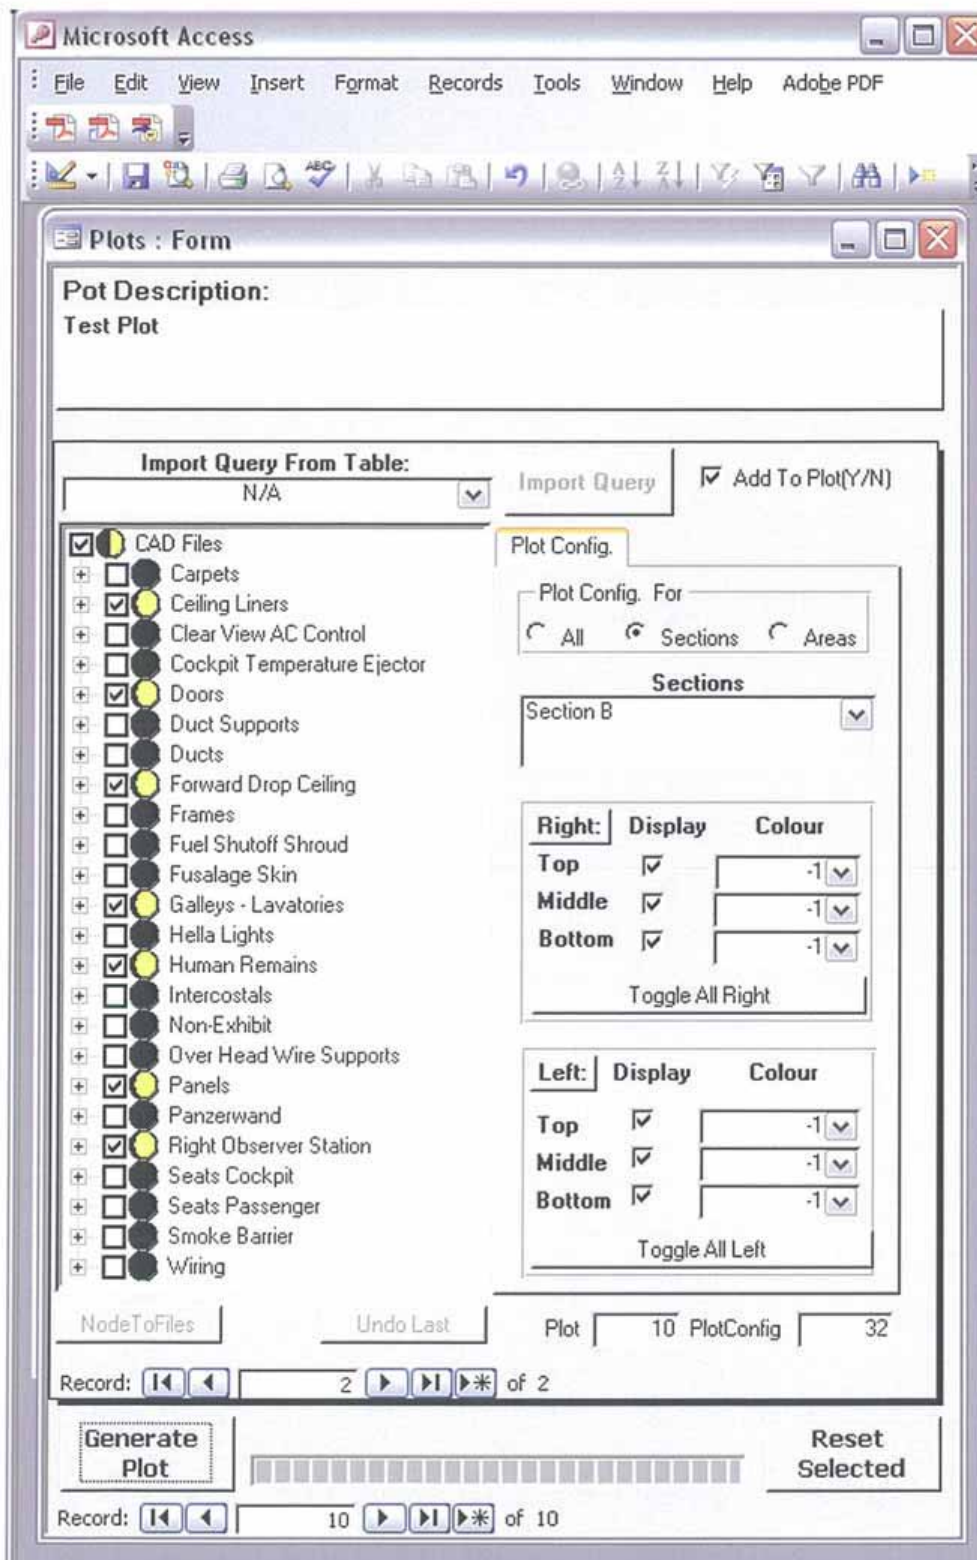 Microsoft Access
File Edit View Insert Format Records Tools Window Help Adobe PDF
Plots : Form
Pot Description:
Test Plot
Import Query From Table:
N/A
Import Query
Add To Plot(Y/N)
CAD Files
Carpets
Ceiling Liners
Clear View AC Control
Cockpit Temperature Ejector
Doors
Duct Supports
Ducts
Forward Drop Ceiling
Frames
Fuel Shutoff Shroud
Fusalage Skin
Galleys - Lavatories
Hella Lights
Human Remains
Intercostals
Non-Exhibit
Over Head Wire Supports
Panels
Panzerwand
Right Observer Station
Seats Cockpit
Seats Passenger
Smoke Barrier
Wiring
Plot Config.
Plot Config. For
All Sections Areas
Sections
Section B
Right: Display Colour
Top -1
Middle -1
Bottom -1
Toggle All Right
Left: Display Colour
Top -1
Middle -1
Bottom -1
Toggle All Left
NodeToFiles Undo Last Plot 10 PlotConfig 32
Record: 2 of 2
Generate Plot
Reset Selected
Record: 10 of 10